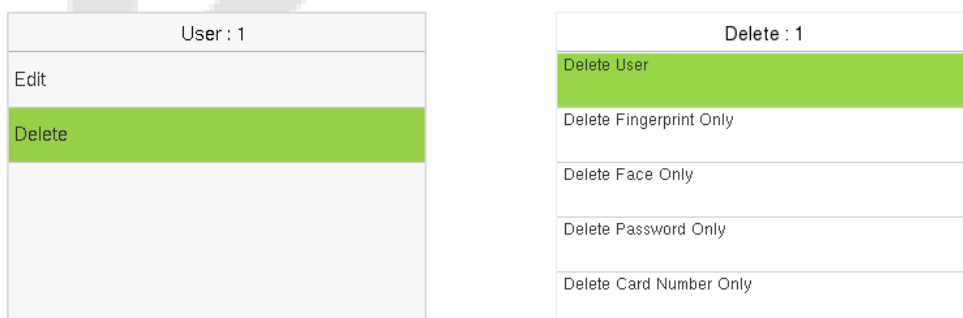 User : 1
Edit
Delete
Delete : 1
Delete User
Delete Fingerprint Only
Delete Face Only
Delete Password Only
Delete Card Number Only